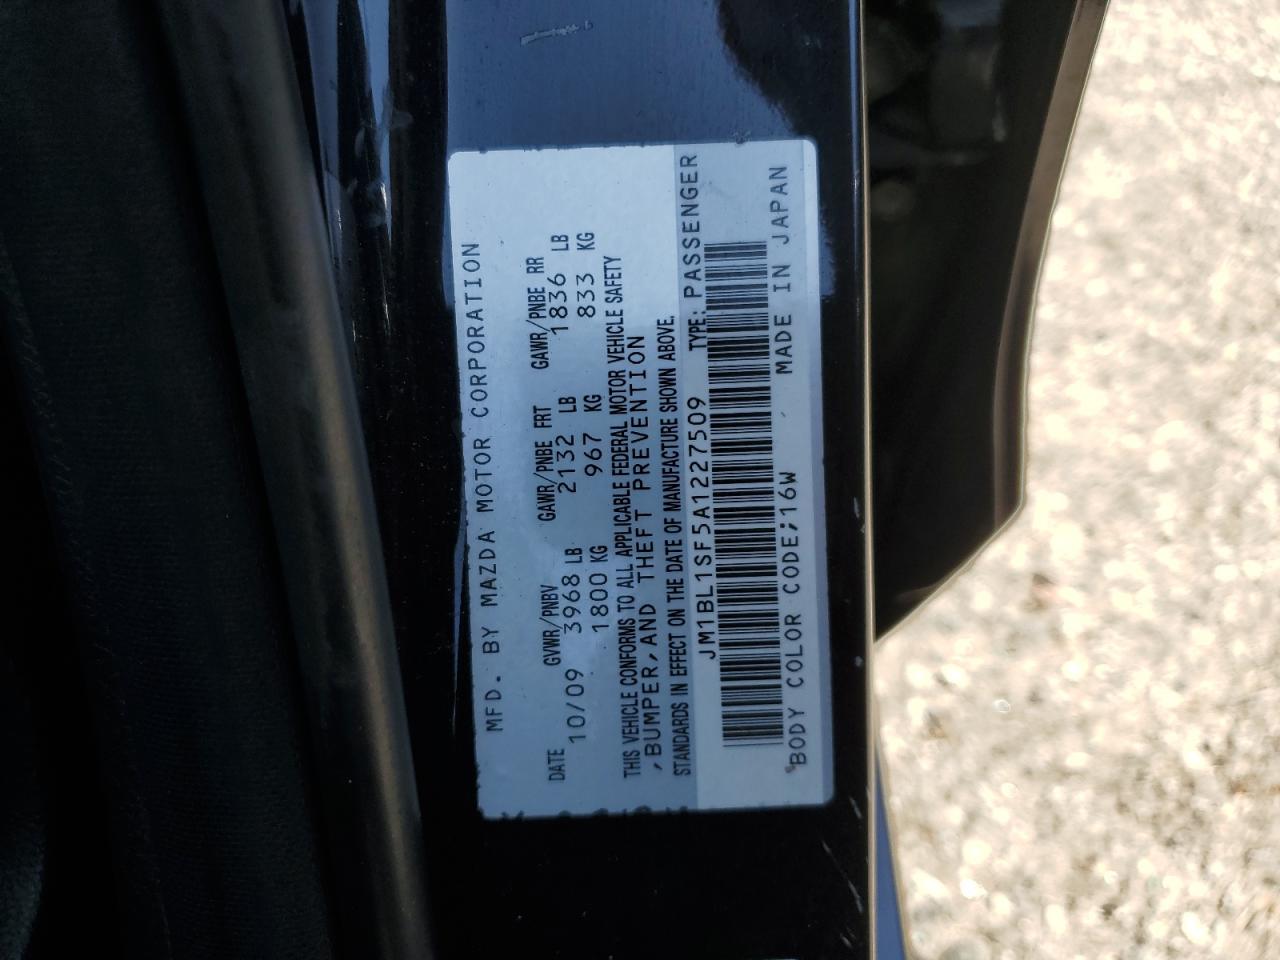 MFD. BY MAZDA MOTOR CORPORATION
DATE GVWR/PNBV GAWR/PNBE FRT GAWR/PNBE RR
10/09 3968 LB 2132 LB 1836 LB
1800 KG 967 KG 833 KG
THIS VEHICLE CONFORMS TO ALL APPLICABLE FEDERAL MOTOR VEHICLE SAFETY
,BUMPER,AND THEFT PREVENTION
STANDARDS IN EFFECT ON THE DATE OF MANUFACTURE SHOWN ABOVE.
JM1BL1SF5A1227509 TYPE: PASSENGER
BODY COLOR CODE;16W MADE IN JAPAN